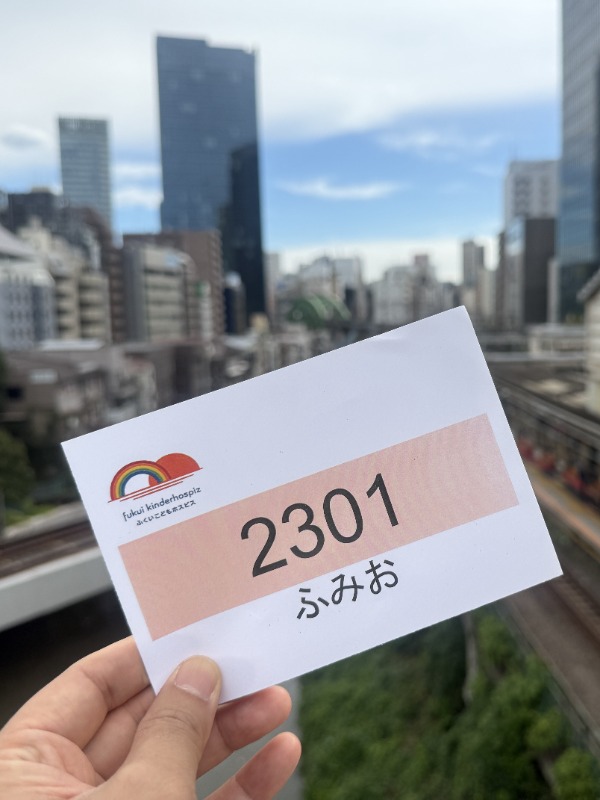 fukui kinderhospiz
ふくいこどもホスピス
2301
ふみお